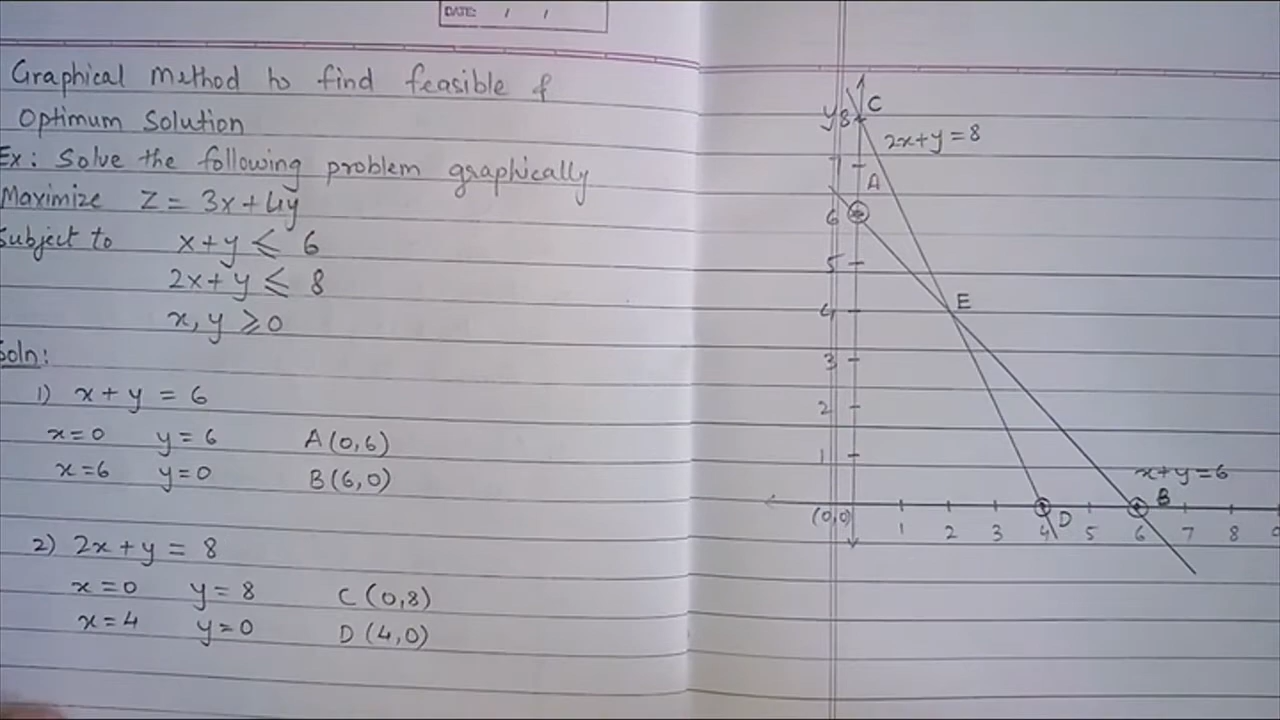 DATE: / /
Graphical Method to find feasible &
Optimum Solution
Ex: Solve the following problem graphically
Maximize Z = 3x + 4y
Subject to x + y ⩽ 6
2x + y ⩽ 8
x, y ⩾ 0
Soln:
1) x + y = 6
x=0 y = 6 A (0,6)
x=6 y=0 B (6,0)
2) 2x + y = 8
x=0 y = 8 C (0,8)
x=4 y=0 D (4,0)
C
y 8
2x+y = 8
7
A
6
5
E
4
3
2
1
x+y = 6
B
(0,0) 1 2 3 4 D 5 6 7 8 9